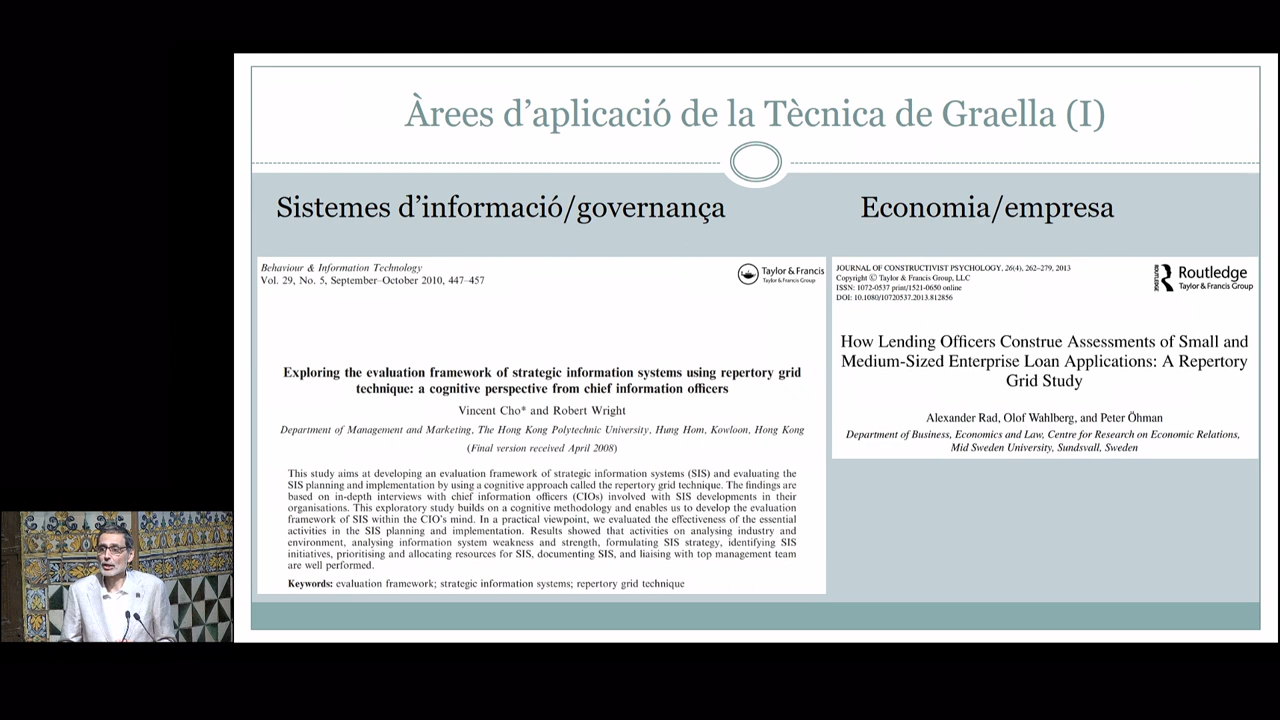 Àrees d'aplicació de la Tècnica de Graella (I)
Sistemes d'informació/governança
Behaviour & Information Technology
Vol. 29, No. 5, September–October 2010, 447–457
Taylor & Francis
Taylor & Francis Group
Exploring the evaluation framework of strategic information systems using repertory grid
technique: a cognitive perspective from chief information officers
Vincent Cho* and Robert Wright
Department of Management and Marketing, The Hong Kong Polytechnic University, Hung Hom, Kowloon, Hong Kong
(Final version received April 2008)
This study aims at developing an evaluation framework of strategic information systems (SIS) and evaluating the
SIS planning and implementation by using a cognitive approach called the repertory grid technique. The findings are
based on in-depth interviews with chief information officers (CIOs) involved with SIS developments in their
organisations. This exploratory study builds on a cognitive methodology and enables us to develop the evaluation
framework of SIS within the CIO's mind. In a practical viewpoint, we evaluated the effectiveness of the essential
activities in the SIS planning and implementation. Results showed that activities on analysing industry and
environment, analysing information system weakness and strength, formulating SIS strategy, identifying SIS
initiatives, prioritising and allocating resources for SIS, documenting SIS, and liaising with top management team
are well performed.
Keywords: evaluation framework; strategic information systems; repertory grid technique
Economia/empresa
JOURNAL OF CONSTRUCTIVIST PSYCHOLOGY, 26(4), 262–279, 2013
Copyright © Taylor & Francis Group, LLC
ISSN: 1072-0537 print/1521-0650 online
DOI: 10.1080/10720537.2013.812856
ROUTLEDGE
Routledge
Taylor & Francis Group
How Lending Officers Construe Assessments of Small and
Medium-Sized Enterprise Loan Applications: A Repertory
Grid Study
Alexander Rad, Olof Wahlberg, and Peter Öhman
Department of Business, Economics and Law, Centre for Research on Economic Relations,
Mid Sweden University, Sundsvall, Sweden